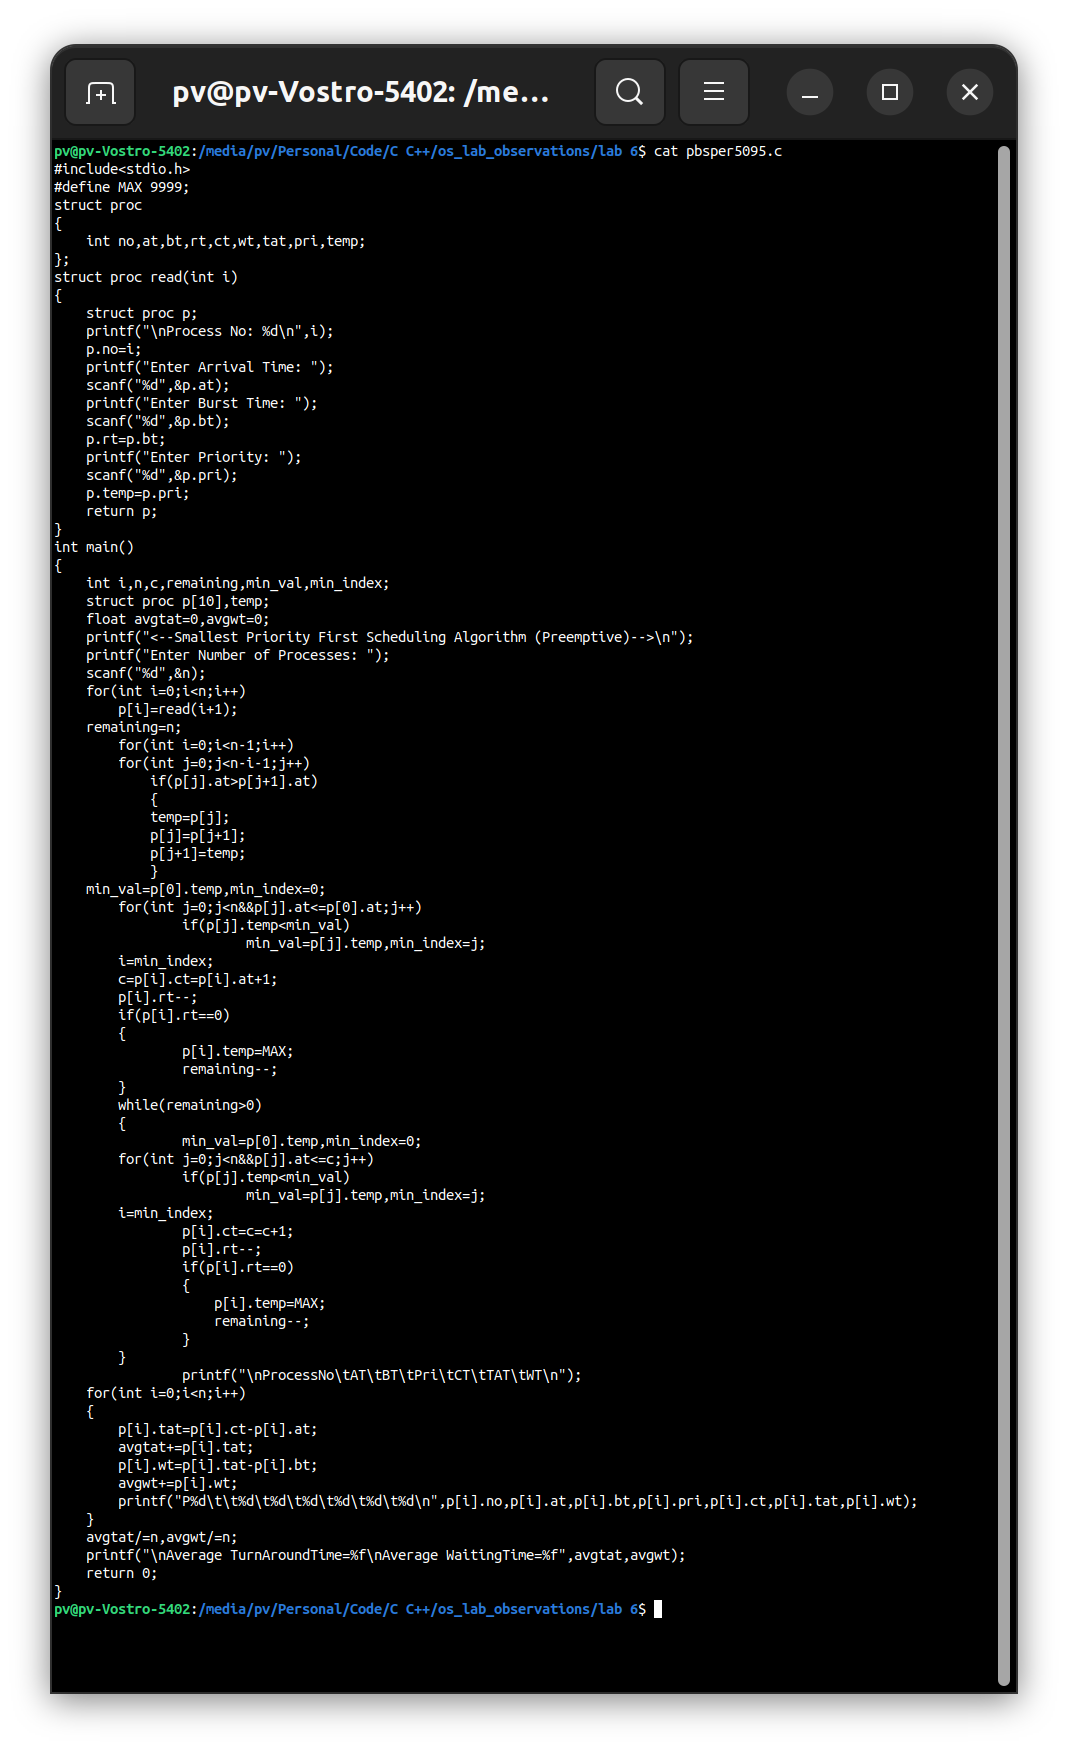 pv@pv-Vostro-5402: /me...
pv@pv-Vostro-5402:/media/pv/Personal/Code/C C++/os_lab_observations/lab 6$ cat pbsper5095.c
#include<stdio.h>
#define MAX 9999;
struct proc
{
    int no,at,bt,rt,ct,wt,tat,pri,temp;
};
struct proc read(int i)
{
    struct proc p;
    printf("\nProcess No: %d\n",i);
    p.no=i;
    printf("Enter Arrival Time: ");
    scanf("%d",&p.at);
    printf("Enter Burst Time: ");
    scanf("%d",&p.bt);
    p.rt=p.bt;
    printf("Enter Priority: ");
    scanf("%d",&p.pri);
    p.temp=p.pri;
    return p;
}
int main()
{
    int i,n,c,remaining,min_val,min_index;
    struct proc p[10],temp;
    float avgtat=0,avgwt=0;
    printf("<--Smallest Priority First Scheduling Algorithm (Preemptive)-->\n");
    printf("Enter Number of Processes: ");
    scanf("%d",&n);
    for(int i=0;i<n;i++)
        p[i]=read(i+1);
    remaining=n;
        for(int i=0;i<n-1;i++)
        for(int j=0;j<n-i-1;j++)
            if(p[j].at>p[j+1].at)
            {
            temp=p[j];
            p[j]=p[j+1];
            p[j+1]=temp;
            }
    min_val=p[0].temp,min_index=0;
        for(int j=0;j<n&&p[j].at<=p[0].at;j++)
                if(p[j].temp<min_val)
                        min_val=p[j].temp,min_index=j;
        i=min_index;
        c=p[i].ct=p[i].at+1;
        p[i].rt--;
        if(p[i].rt==0)
        {
                p[i].temp=MAX;
                remaining--;
        }
        while(remaining>0)
        {
                min_val=p[0].temp,min_index=0;
        for(int j=0;j<n&&p[j].at<=c;j++)
                if(p[j].temp<min_val)
                        min_val=p[j].temp,min_index=j;
        i=min_index;
                p[i].ct=c=c+1;
                p[i].rt--;
                if(p[i].rt==0)
                {
                    p[i].temp=MAX;
                    remaining--;
                }
        }
                printf("\nProcessNo\tAT\tBT\tPri\tCT\tTAT\tWT\n");
    for(int i=0;i<n;i++)
    {
        p[i].tat=p[i].ct-p[i].at;
        avgtat+=p[i].tat;
        p[i].wt=p[i].tat-p[i].bt;
        avgwt+=p[i].wt;
        printf("P%d\t\t%d\t%d\t%d\t%d\t%d\t%d\n",p[i].no,p[i].at,p[i].bt,p[i].pri,p[i].ct,p[i].tat,p[i].wt);
    }
    avgtat/=n,avgwt/=n;
    printf("\nAverage TurnAroundTime=%f\nAverage WaitingTime=%f",avgtat,avgwt);
    return 0;
}
pv@pv-Vostro-5402:/media/pv/Personal/Code/C C++/os_lab_observations/lab 6$